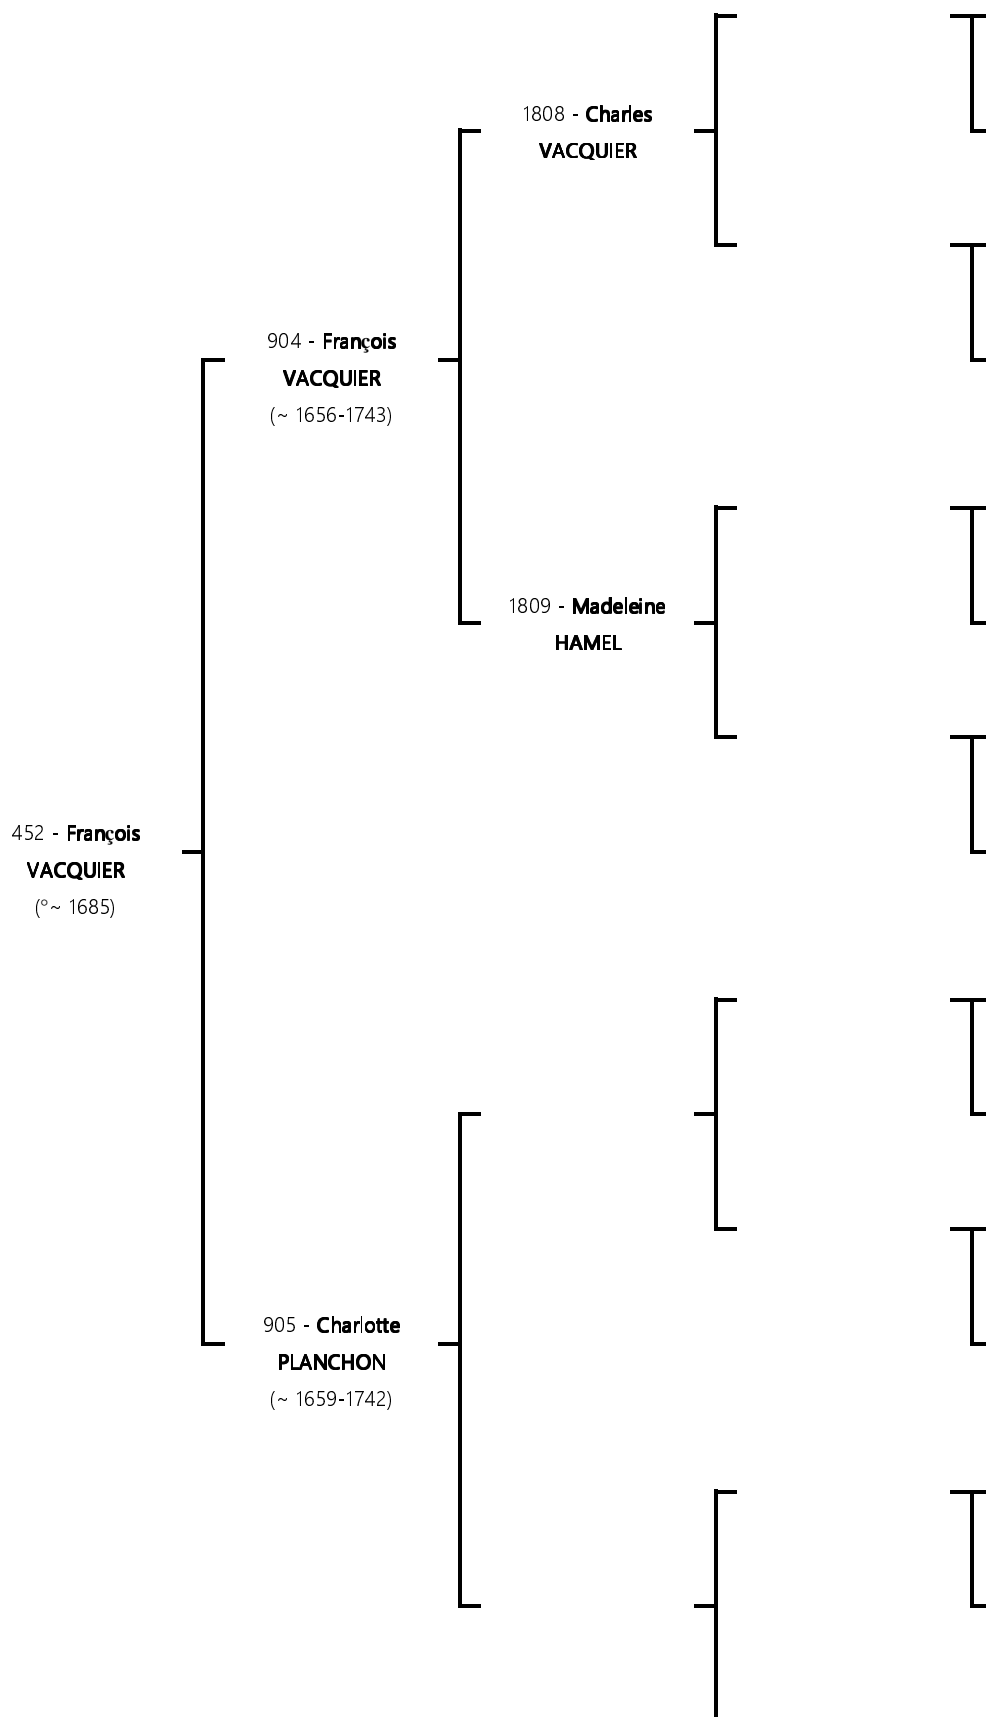 1808 - Charles
VACQUIER
904 - François
VACQUIER
(~ 1656-1743)
1809 - Madeleine
HAMEL
452 - François
VACQUIER
(°~ 1685)
905 - Charlotte
PLANCHON
(~ 1659-1742)